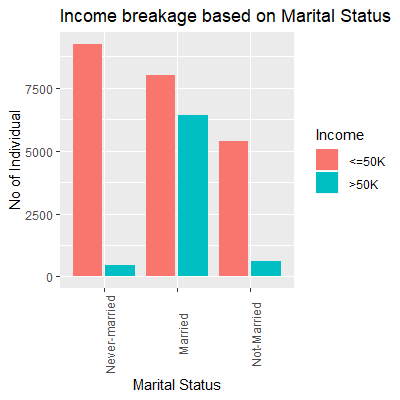 Income breakage based on Marital Status
No of Individual
7500
5000
2500
0
Never-married
Married
Not-Married
Marital Status
Income
<=50K
>50K